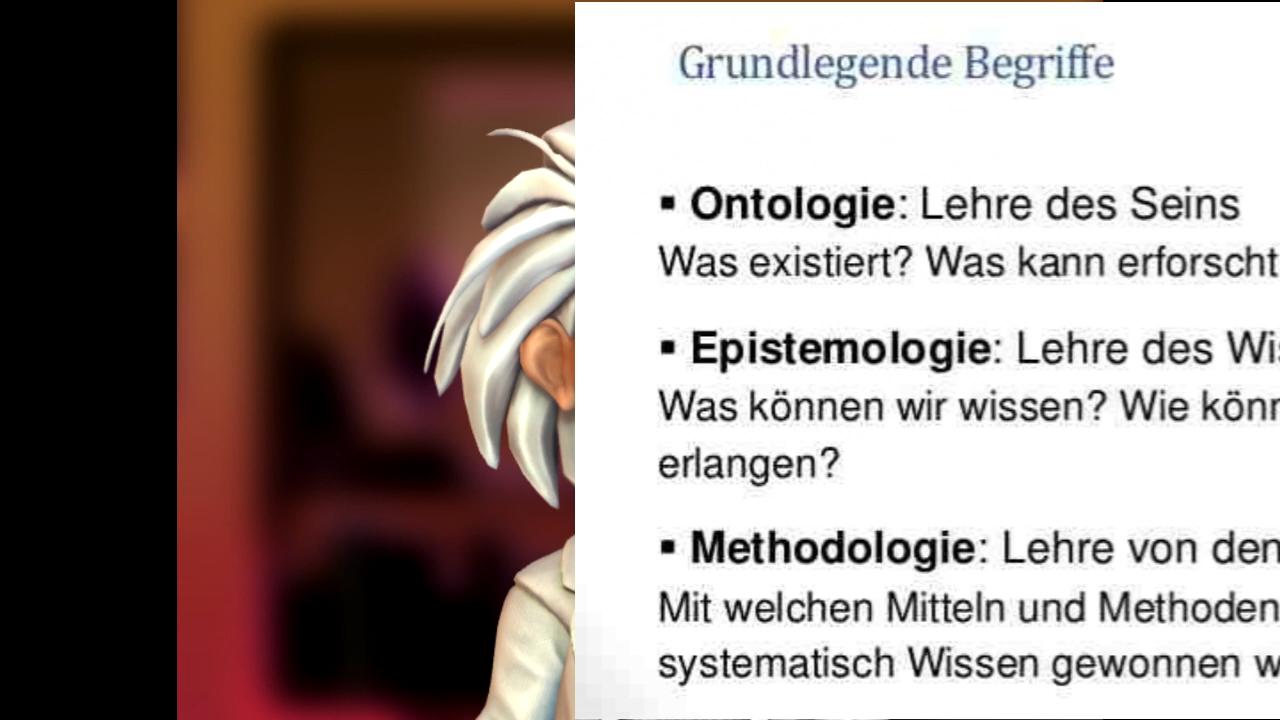 Grundlegende Begriffe
▪ Ontologie: Lehre des Seins
Was existiert? Was kann erforscht
▪ Epistemologie: Lehre des
Was können wir wissen? Wie
erlangen?
▪ Methodologie: Lehre von den
Mit welchen Mitteln und Methoden
systematisch Wissen gewonnen